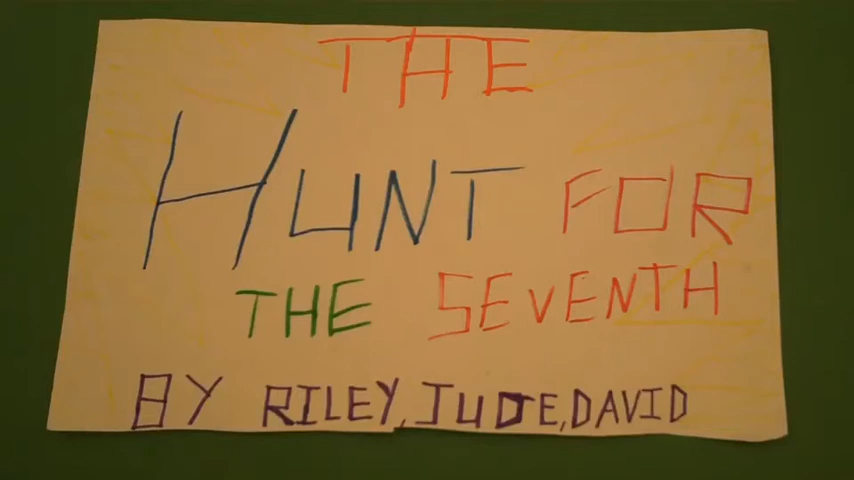 THE
HUNT FOR
THE SEVENTH
BY RILEY, JUDE, DAVID